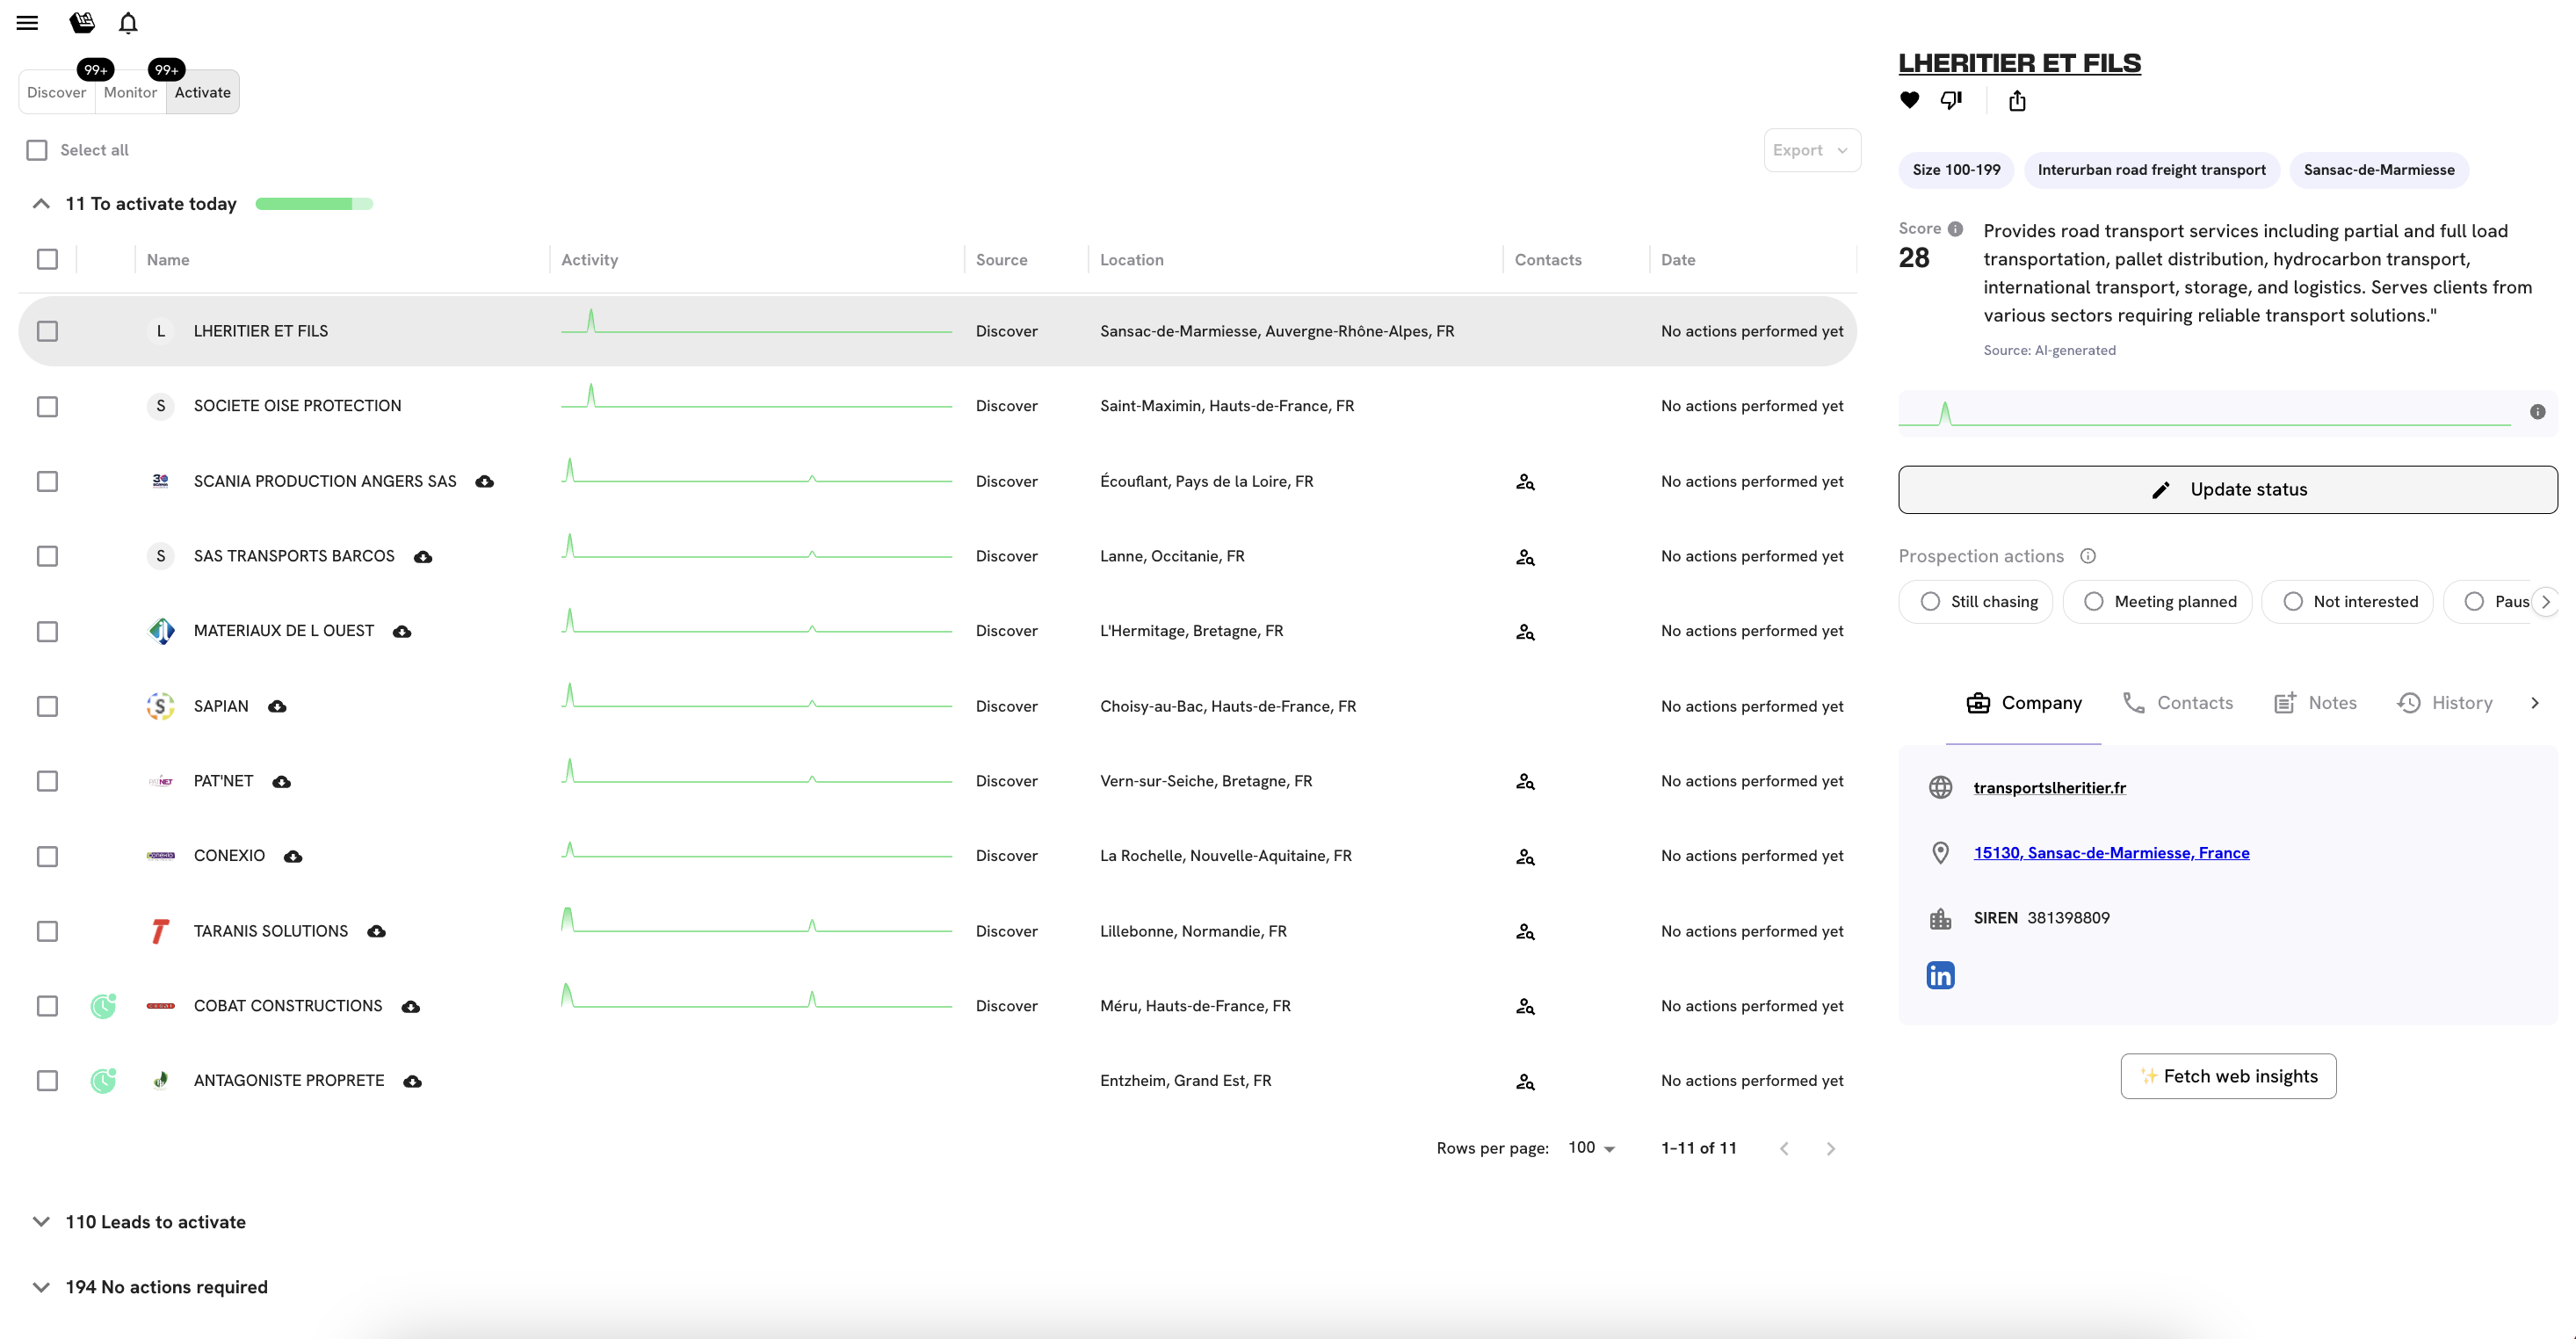 99+
99+
Discover
Monitor
Activate
Select all
Export
11 To activate today
Name
Activity
Source
Location
Contacts
Date
L
LHERITIER ET FILS
Discover
Sansac-de-Marmiesse, Auvergne-Rhône-Alpes, FR
No actions performed yet
S
SOCIETE OISE PROTECTION
Discover
Saint-Maximin, Hauts-de-France, FR
No actions performed yet
SCANIA PRODUCTION ANGERS SAS
Discover
Écouflant, Pays de la Loire, FR
No actions performed yet
S
SAS TRANSPORTS BARCOS
Discover
Lanne, Occitanie, FR
No actions performed yet
MATERIAUX DE L OUEST
Discover
L'Hermitage, Bretagne, FR
No actions performed yet
S
SAPIAN
Discover
Choisy-au-Bac, Hauts-de-France, FR
No actions performed yet
PAT'NET
Discover
Vern-sur-Seiche, Bretagne, FR
No actions performed yet
CONEXIO
Discover
La Rochelle, Nouvelle-Aquitaine, FR
No actions performed yet
T
TARANIS SOLUTIONS
Discover
Lillebonne, Normandie, FR
No actions performed yet
COBAT CONSTRUCTIONS
Discover
Méru, Hauts-de-France, FR
No actions performed yet
ANTAGONISTE PROPRETE
Entzheim, Grand Est, FR
No actions performed yet
Rows per page:
100
1–11 of 11
110 Leads to activate
194 No actions required
LHERITIER ET FILS
Size 100-199
Interurban road freight transport
Sansac-de-Marmiesse
Score
28
Provides road transport services including partial and full load
transportation, pallet distribution, hydrocarbon transport,
international transport, storage, and logistics. Serves clients from
various sectors requiring reliable transport solutions."
Source: AI-generated
Update status
Prospection actions
Still chasing
Meeting planned
Not interested
Paus
Company
Contacts
Notes
History
transportslheritier.fr
15130, Sansac-de-Marmiesse, France
SIREN 381398809
in
Fetch web insights